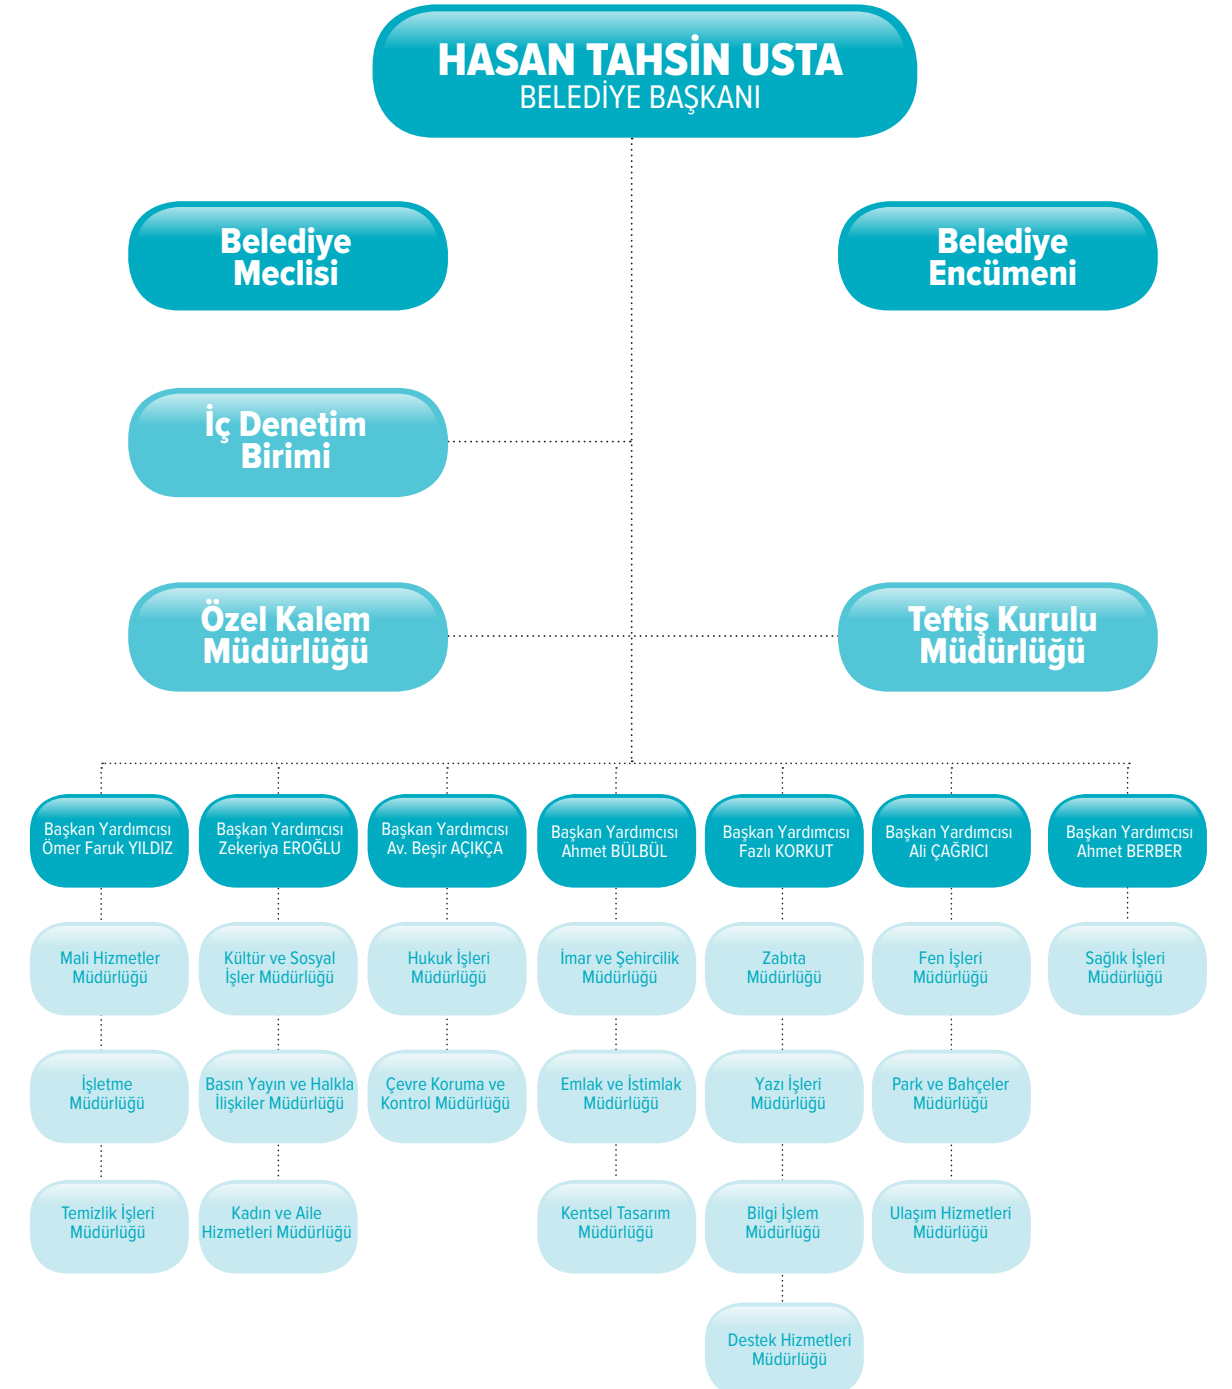 HASAN TAHSİN USTA
BELEDİYE BAŞKANI
Belediye
Meclisi
Belediye
Encümeni
İç Denetim
Birimi
Özel Kalem
Müdürlüğü
Teftiş Kurulu
Müdürlüğü
Başkan Yardımcısı
Ömer Faruk YILDIZ
Başkan Yardımcısı
Zekeriya EROĞLU
Başkan Yardımcısı
Av. Beşir AÇIKÇA
Başkan Yardımcısı
Ahmet BÜLBÜL
Başkan Yardımcısı
Fazlı KORKUT
Başkan Yardımcısı
Ali ÇAĞRICI
Başkan Yardımcısı
Ahmet BERBER
Mali Hizmetler
Müdürlüğü
Kültür ve Sosyal
İşler Müdürlüğü
Hukuk İşleri
Müdürlüğü
İmar ve Şehircilik
Müdürlüğü
Zabıta
Müdürlüğü
Fen İşleri
Müdürlüğü
Sağlık İşleri
Müdürlüğü
İşletme
Müdürlüğü
Basın Yayın ve Halkla
İlişkiler Müdürlüğü
Çevre Koruma ve
Kontrol Müdürlüğü
Emlak ve İstimlak
Müdürlüğü
Yazı İşleri
Müdürlüğü
Park ve Bahçeler
Müdürlüğü
Temizlik İşleri
Müdürlüğü
Kadın ve Aile
Hizmetleri Müdürlüğü
Kentsel Tasarım
Müdürlüğü
Bilgi İşlem
Müdürlüğü
Ulaşım Hizmetleri
Müdürlüğü
Destek Hizmetleri
Müdürlüğü